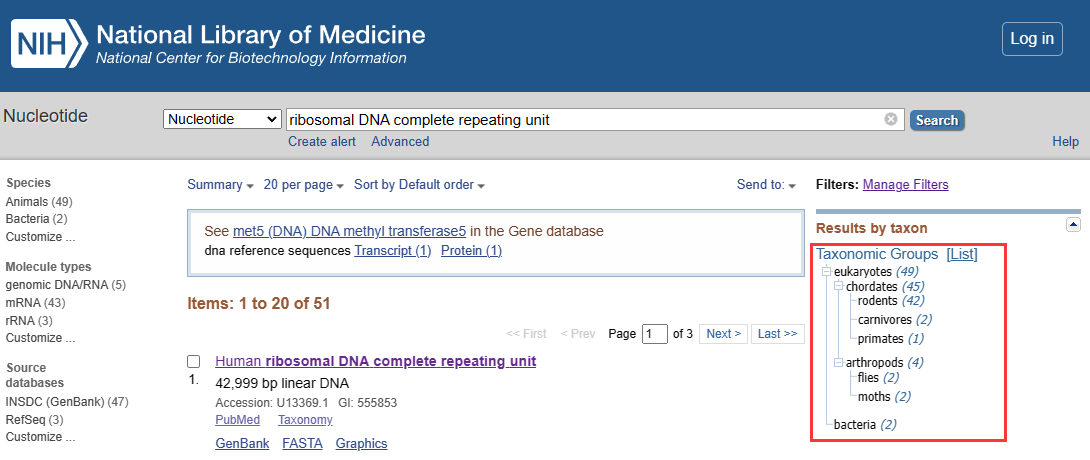 NIH National Library of Medicine
National Center for Biotechnology Information
Log in
Nucleotide
Nucleotide
ribosomal DNA complete repeating unit
Search
Create alert Advanced
Help
Species
Animals (49)
Bacteria (2)
Customize ...
Molecule types
genomic DNA/RNA (5)
mRNA (43)
rRNA (3)
Customize ...
Source
databases
INSDC (GenBank) (47)
RefSeq (3)
Customize ...
Summary 20 per page Sort by Default order
Send to:
See met5 (DNA) DNA methyl transferase5 in the Gene database
dna reference sequences Transcript (1) Protein (1)
Items: 1 to 20 of 51
<< First < Prev Page 1 of 3 Next > Last >>
Human ribosomal DNA complete repeating unit
1. 42,999 bp linear DNA
Accession: U13369.1 GI: 555853
PubMed Taxonomy
GenBank FASTA Graphics
Filters: Manage Filters
Results by taxon
Taxonomic Groups [List]
eukaryotes (49)
chordates (45)
rodents (42)
carnivores (2)
primates (1)
arthropods (4)
flies (2)
moths (2)
bacteria (2)